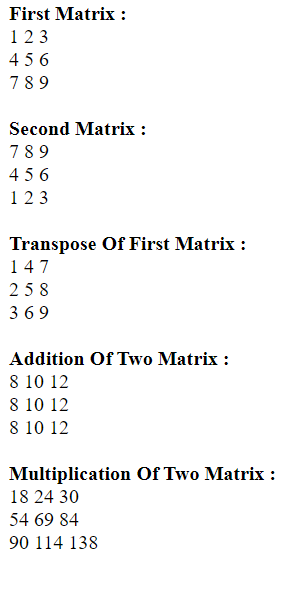 First Matrix :
1 2 3
4 5 6
7 8 9
Second Matrix :
7 8 9
4 5 6
1 2 3
Transpose Of First Matrix :
1 4 7
2 5 8
3 6 9
Addition Of Two Matrix :
8 10 12
8 10 12
8 10 12
Multiplication Of Two Matrix :
18 24 30
54 69 84
90 114 138